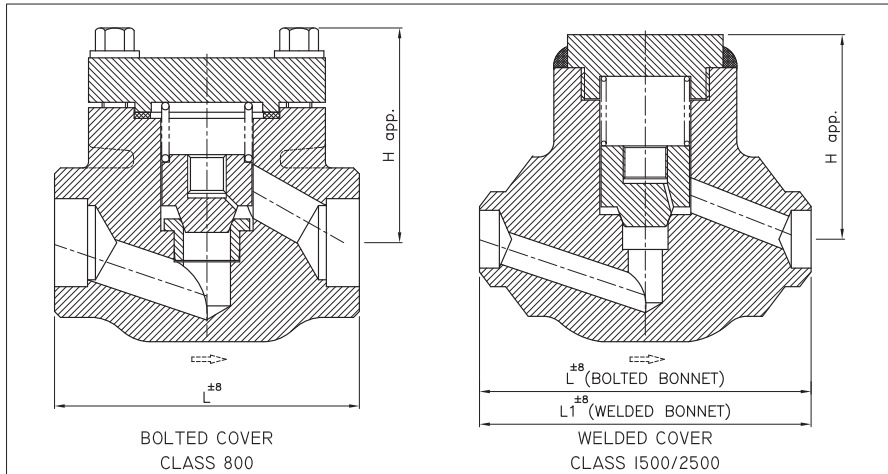 H app.
H app.
L±8
L±8 (BOLTED BONNET)
L1±8 (WELDED BONNET)
BOLTED COVER
CLASS 800
WELDED COVER
CLASS 1500/2500